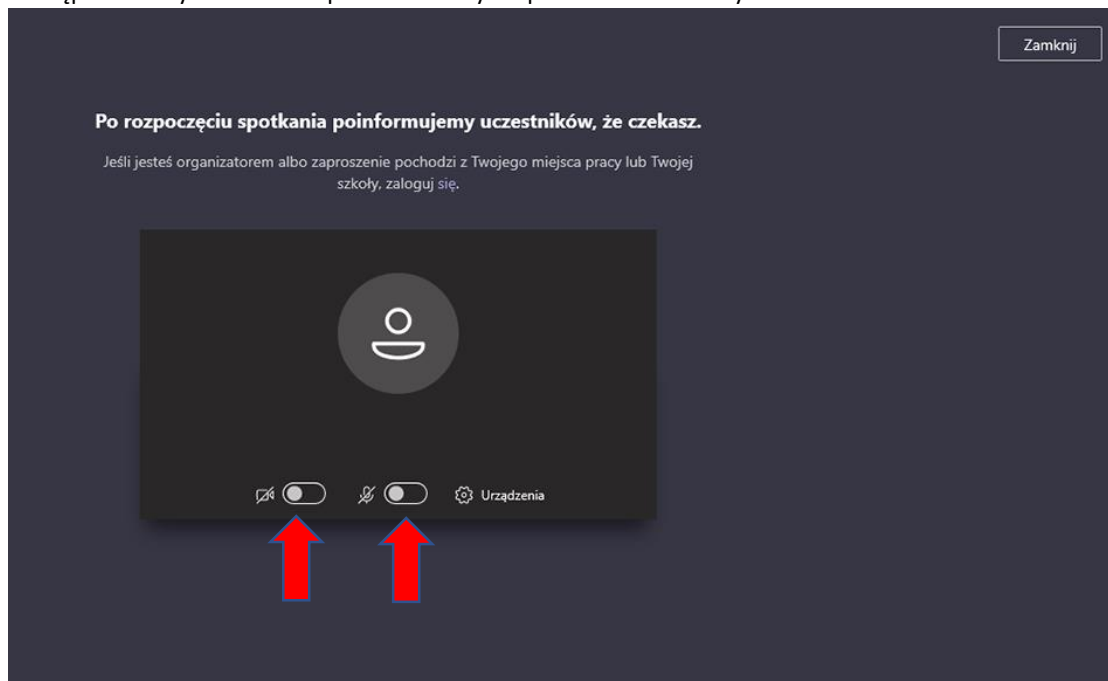 Zamknij
Po rozpoczęciu spotkania poinformujemy uczestników, że czekasz.
Jeśli jesteś organizatorem albo zaproszenie pochodzi z Twojego miejsca pracy lub Twojej
szkoły, zaloguj się.
Urządzenia